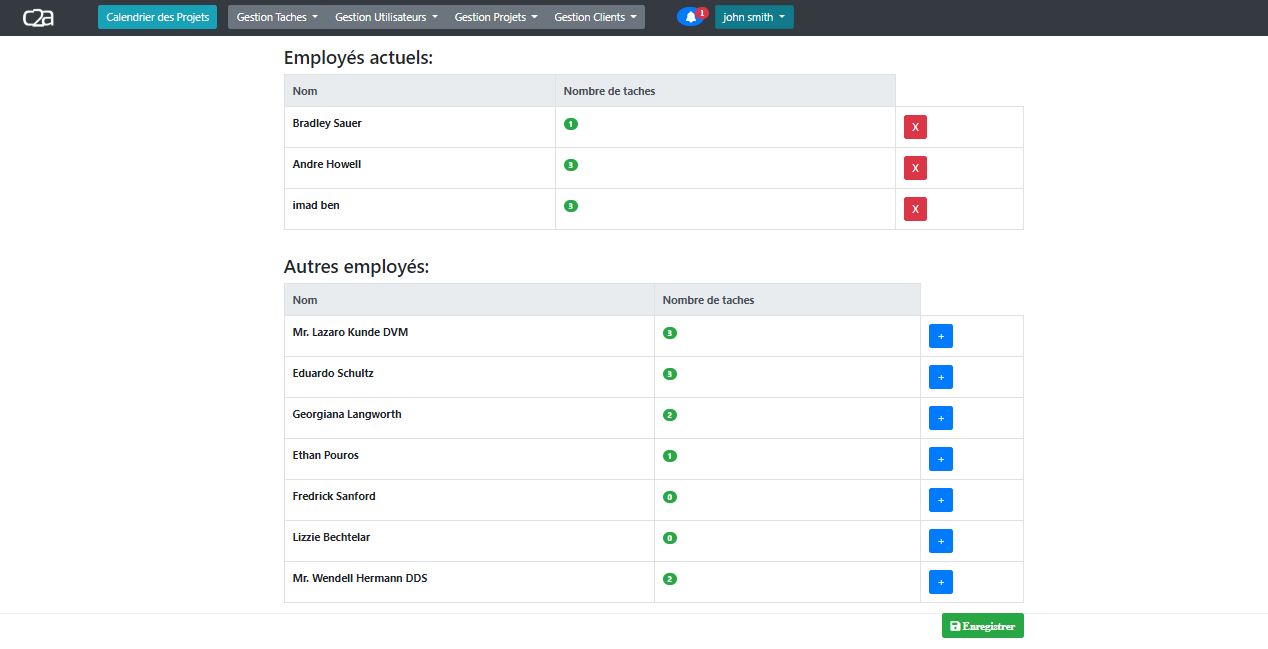 C2a Calendrier des Projets Gestion Taches Gestion Utilisateurs Gestion Projets Gestion Clients 1 john smith
Employés actuels:
Nom Nombre de taches
Bradley Sauer 1 X
Andre Howell 3 X
imad ben 3 X
Autres employés:
Nom Nombre de taches
Mr. Lazaro Kunde DVM 3 +
Eduardo Schultz 3 +
Georgiana Langworth 2 +
Ethan Pouros 1 +
Fredrick Sanford 0 +
Lizzie Bechtelar 0 +
Mr. Wendell Hermann DDS 2 +
Enregistrer